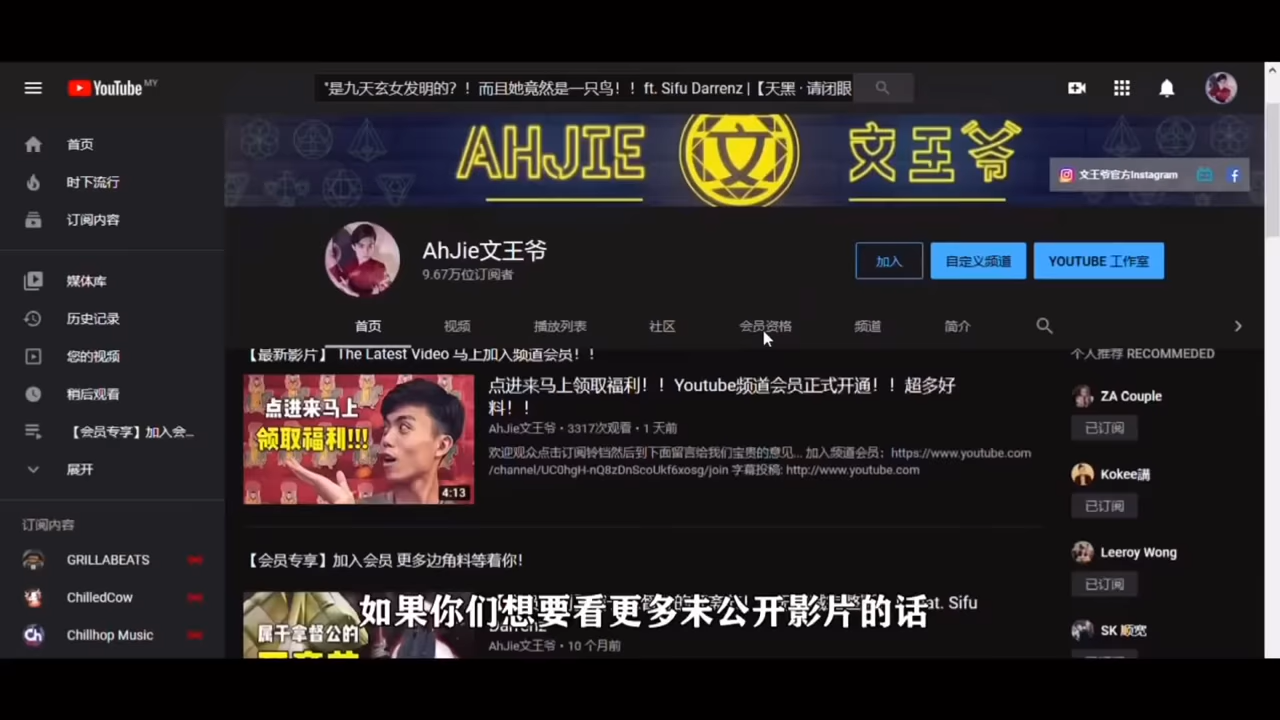 YouTube MY
"是九天玄女发明的?！而且她竟然是一只鸟！！ft. Sifu Darrenz |【天黑 · 请闭眼
首页
时下流行
订阅内容
媒体库
历史记录
您的视频
稍后观看
【会员专享】加入会...
展开
订阅内容
GRILLABEATS
ChilledCow
Chillhop Music
AHJIE 文 文王爷
文王爷官方Instagram
AhJie文王爷
9.67万位订阅者
加入
自定义频道
YOUTUBE 工作室
首页 视频 播放列表 社区 会员资格 频道 简介
【最新影片】The Latest Video 马上加入频道会员！！
点进来马上
领取福利!!!
4:13
点进来马上领取福利！！Youtube频道会员正式开通！！超多好
料！！
AhJie文王爷 • 3317次观看 • 1 天前
欢迎观众点击订阅铃铛然后到下面留言给我们宝贵的意见... 加入频道会员：https://www.youtube.com
/channel/UC0hgH-nQ8zDnScoUkf6xosg/join 字幕投稿: http://www.youtube.com
【会员专享】加入会员 更多边角料等着你!
属于拿督公的
at. Sifu
Darrenz
AhJie文王爷 • 10 个月前
如果你们想要看更多未公开影片的话
个人推荐 RECOMMEDED
ZA Couple
已订阅
Kokee講
已订阅
Leeroy Wong
已订阅
SK 顺宽